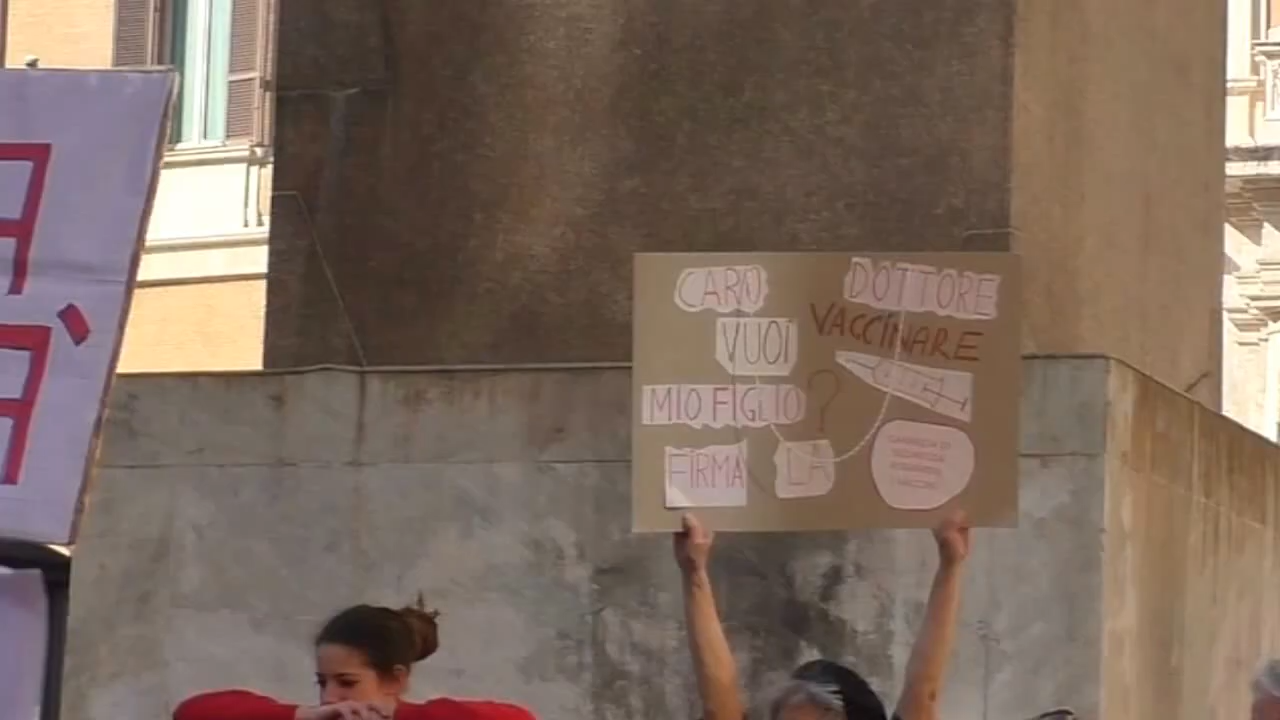 CARO DOTTORE
VUOI VACCINARE
MIO FIGLIO ?
FIRMA LA
À